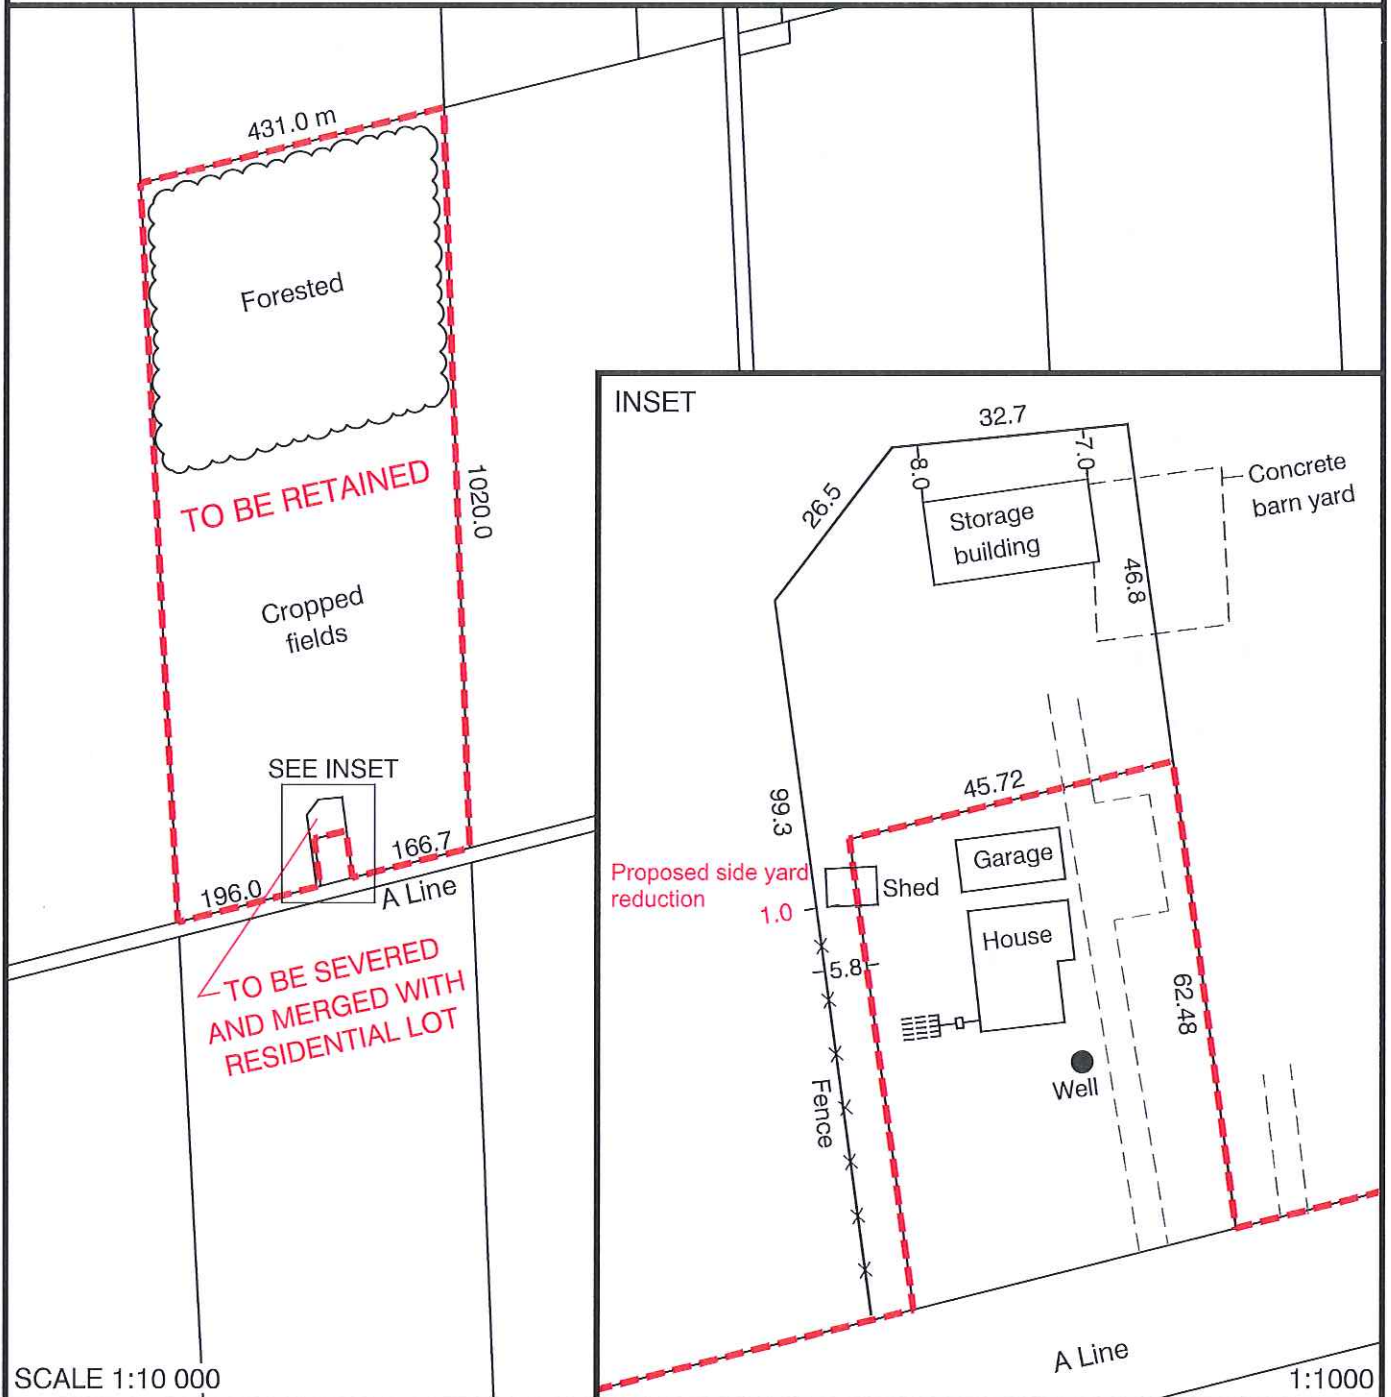 431.0 m
Forested
TO BE RETAINED
1020.0
Cropped
fields
SEE INSET
196.0
166.7
A Line
TO BE SEVERED
AND MERGED WITH
RESIDENTIAL LOT
SCALE 1:10 000
INSET
32.7
26.5
8.0
7.0
Storage
building
Concrete
barn yard
46.8
99.3
45.72
Garage
Proposed side yard
reduction
1.0
Shed
House
5.8
62.48
Well
Fence
A Line
1:1000